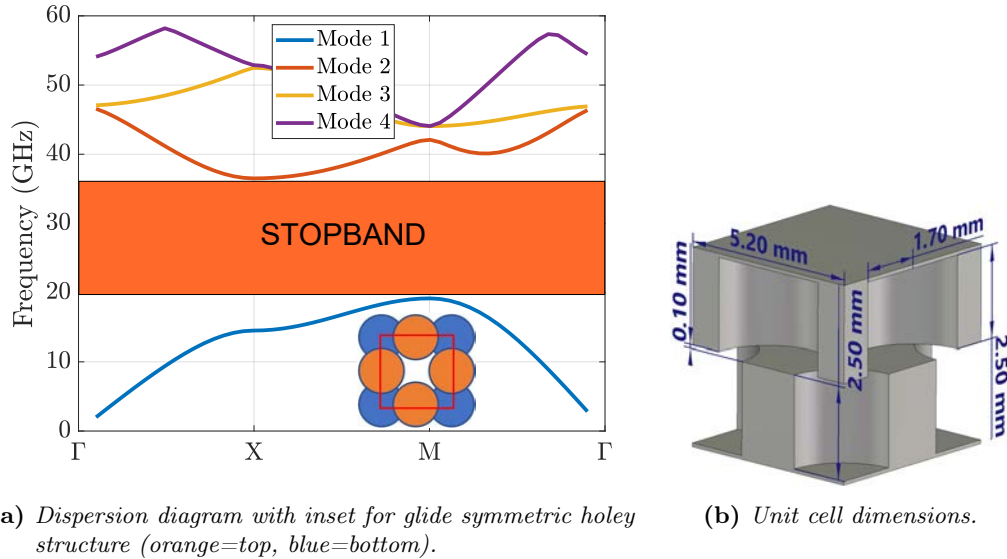 60
50
40
30
20
10
0
Frequency (GHz)
Mode 1
Mode 2
Mode 3
Mode 4
STOPBAND
Γ X M Γ
5.20 mm
1.70 mm
0.10 mm
2.50 mm
2.50 mm
a) Dispersion diagram with inset for glide symmetric holey
structure (orange=top, blue=bottom).
(b) Unit cell dimensions.